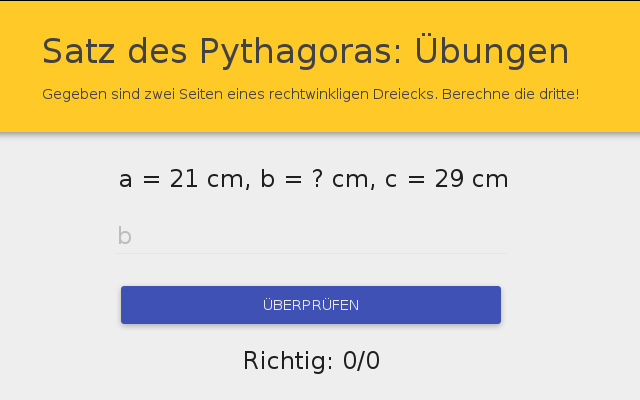 Satz des Pythagoras: Übungen
Gegeben sind zwei Seiten eines rechtwinkligen Dreiecks. Berechne die dritte!
a = 21 cm, b = ? cm, c = 29 cm
b
ÜBERPRÜFEN
Richtig: 0/0